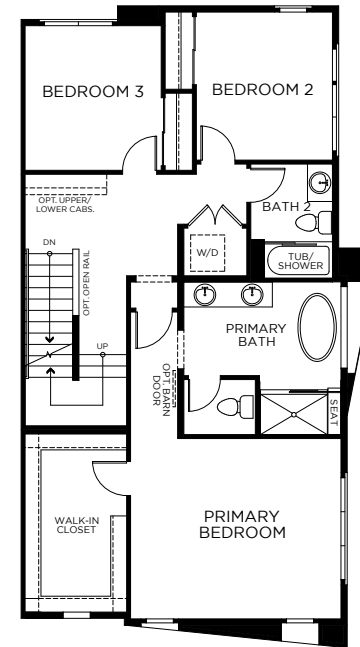 BEDROOM 3
BEDROOM 2
OPT. UPPER/
LOWER CABS.
BATH 2
DN
OPT. OPEN RAIL
W/D
TUB/
SHOWER
PRIMARY
BATH
UP
OPT. BARN
DOOR
SEAT
WALK-IN
CLOSET
PRIMARY
BEDROOM